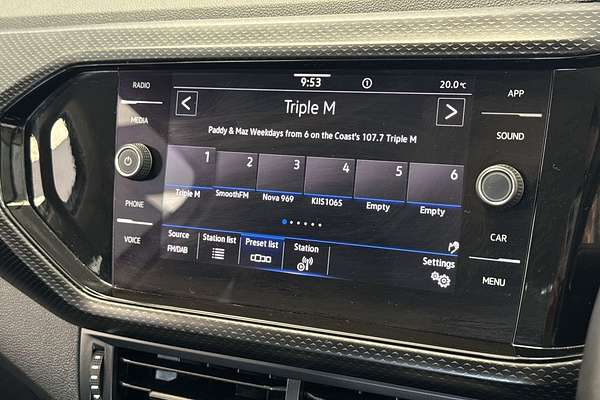 9:53
20.0°C
RADIO
MEDIA
PHONE
VOICE
Triple M
Paddy & Maz Weekdays from 6 on the Coast's 107.7 Triple M
1
2
3
4
5
6
Triple M
SmoothFM
Nova 969
KIIS106S
Empty
Empty
Source
FM/DAB
Station list
Preset list
Station
Settings
APP
SOUND
CAR
MENU